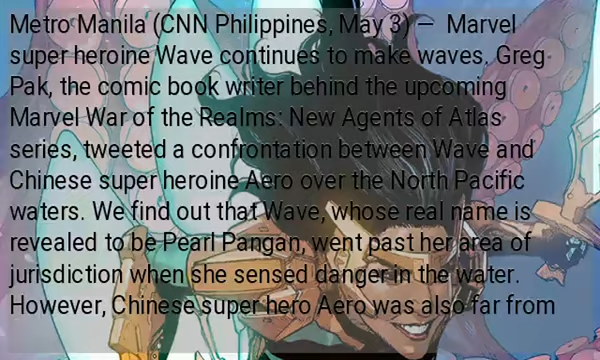 Metro Manila (CNN Philippines, May 3) — Marvel
super heroine Wave continues to make waves. Greg
Pak, the comic book writer behind the upcoming
Marvel War of the Realms: New Agents of Atlas
series, tweeted a confrontation between Wave and
Chinese super heroine Aero over the North Pacific
waters. We find out that Wave, whose real name is
revealed to be Pearl Pangan, went past her area of
jurisdiction when she sensed danger in the water.
However, Chinese super hero Aero was also far from